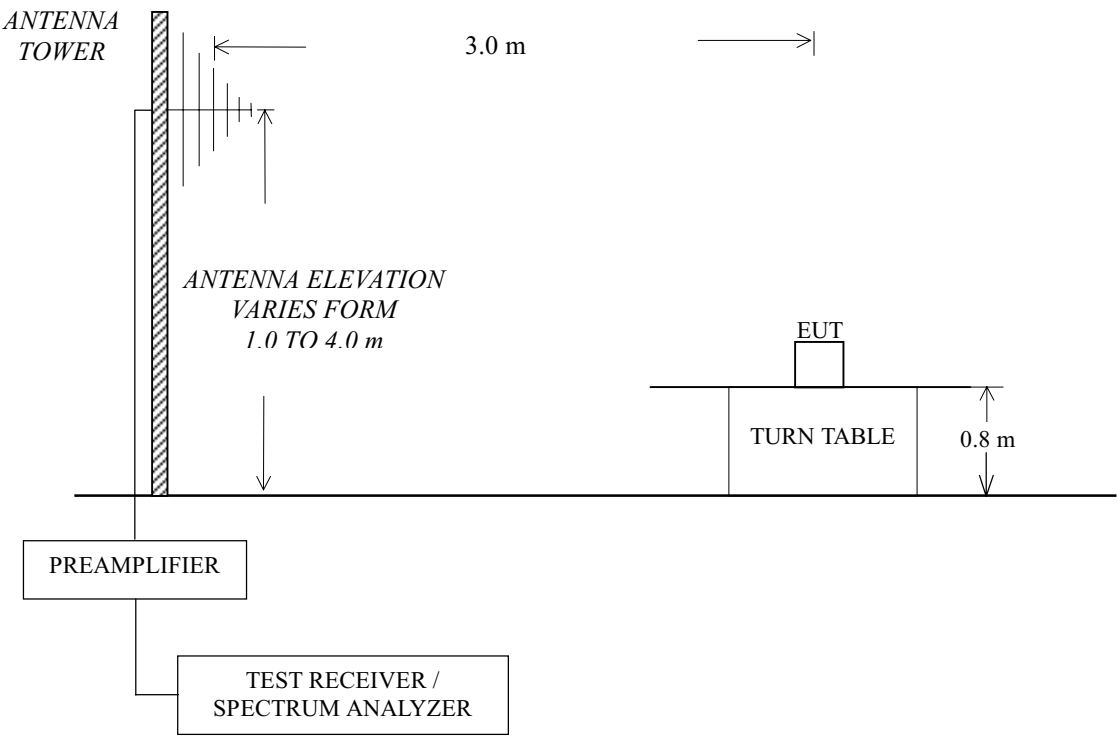 ANTENNA
TOWER
3.0 m
ANTENNA ELEVATION
VARIES FORM
1.0 TO 4.0 m
EUT
TURN TABLE
0.8 m
PREAMPLIFIER
TEST RECEIVER /
SPECTRUM ANALYZER